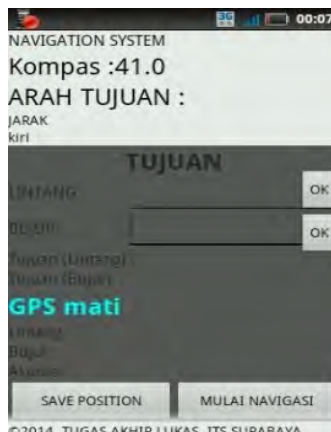 3G 00:07
NAVIGATION SYSTEM
Kompas :41.0
ARAH TUJUAN :
JARAK
kiri
TUJUAN
LINTANG
OK
BUJUR
OK
Tujuan (Lintang) :
Tujuan (Bujur) :
GPS mati
Lintang
Bujur
Akurasi
SAVE POSITION MULAI NAVIGASI
©2014, TUGAS AKHIR LUKAS, ITS SURABAYA